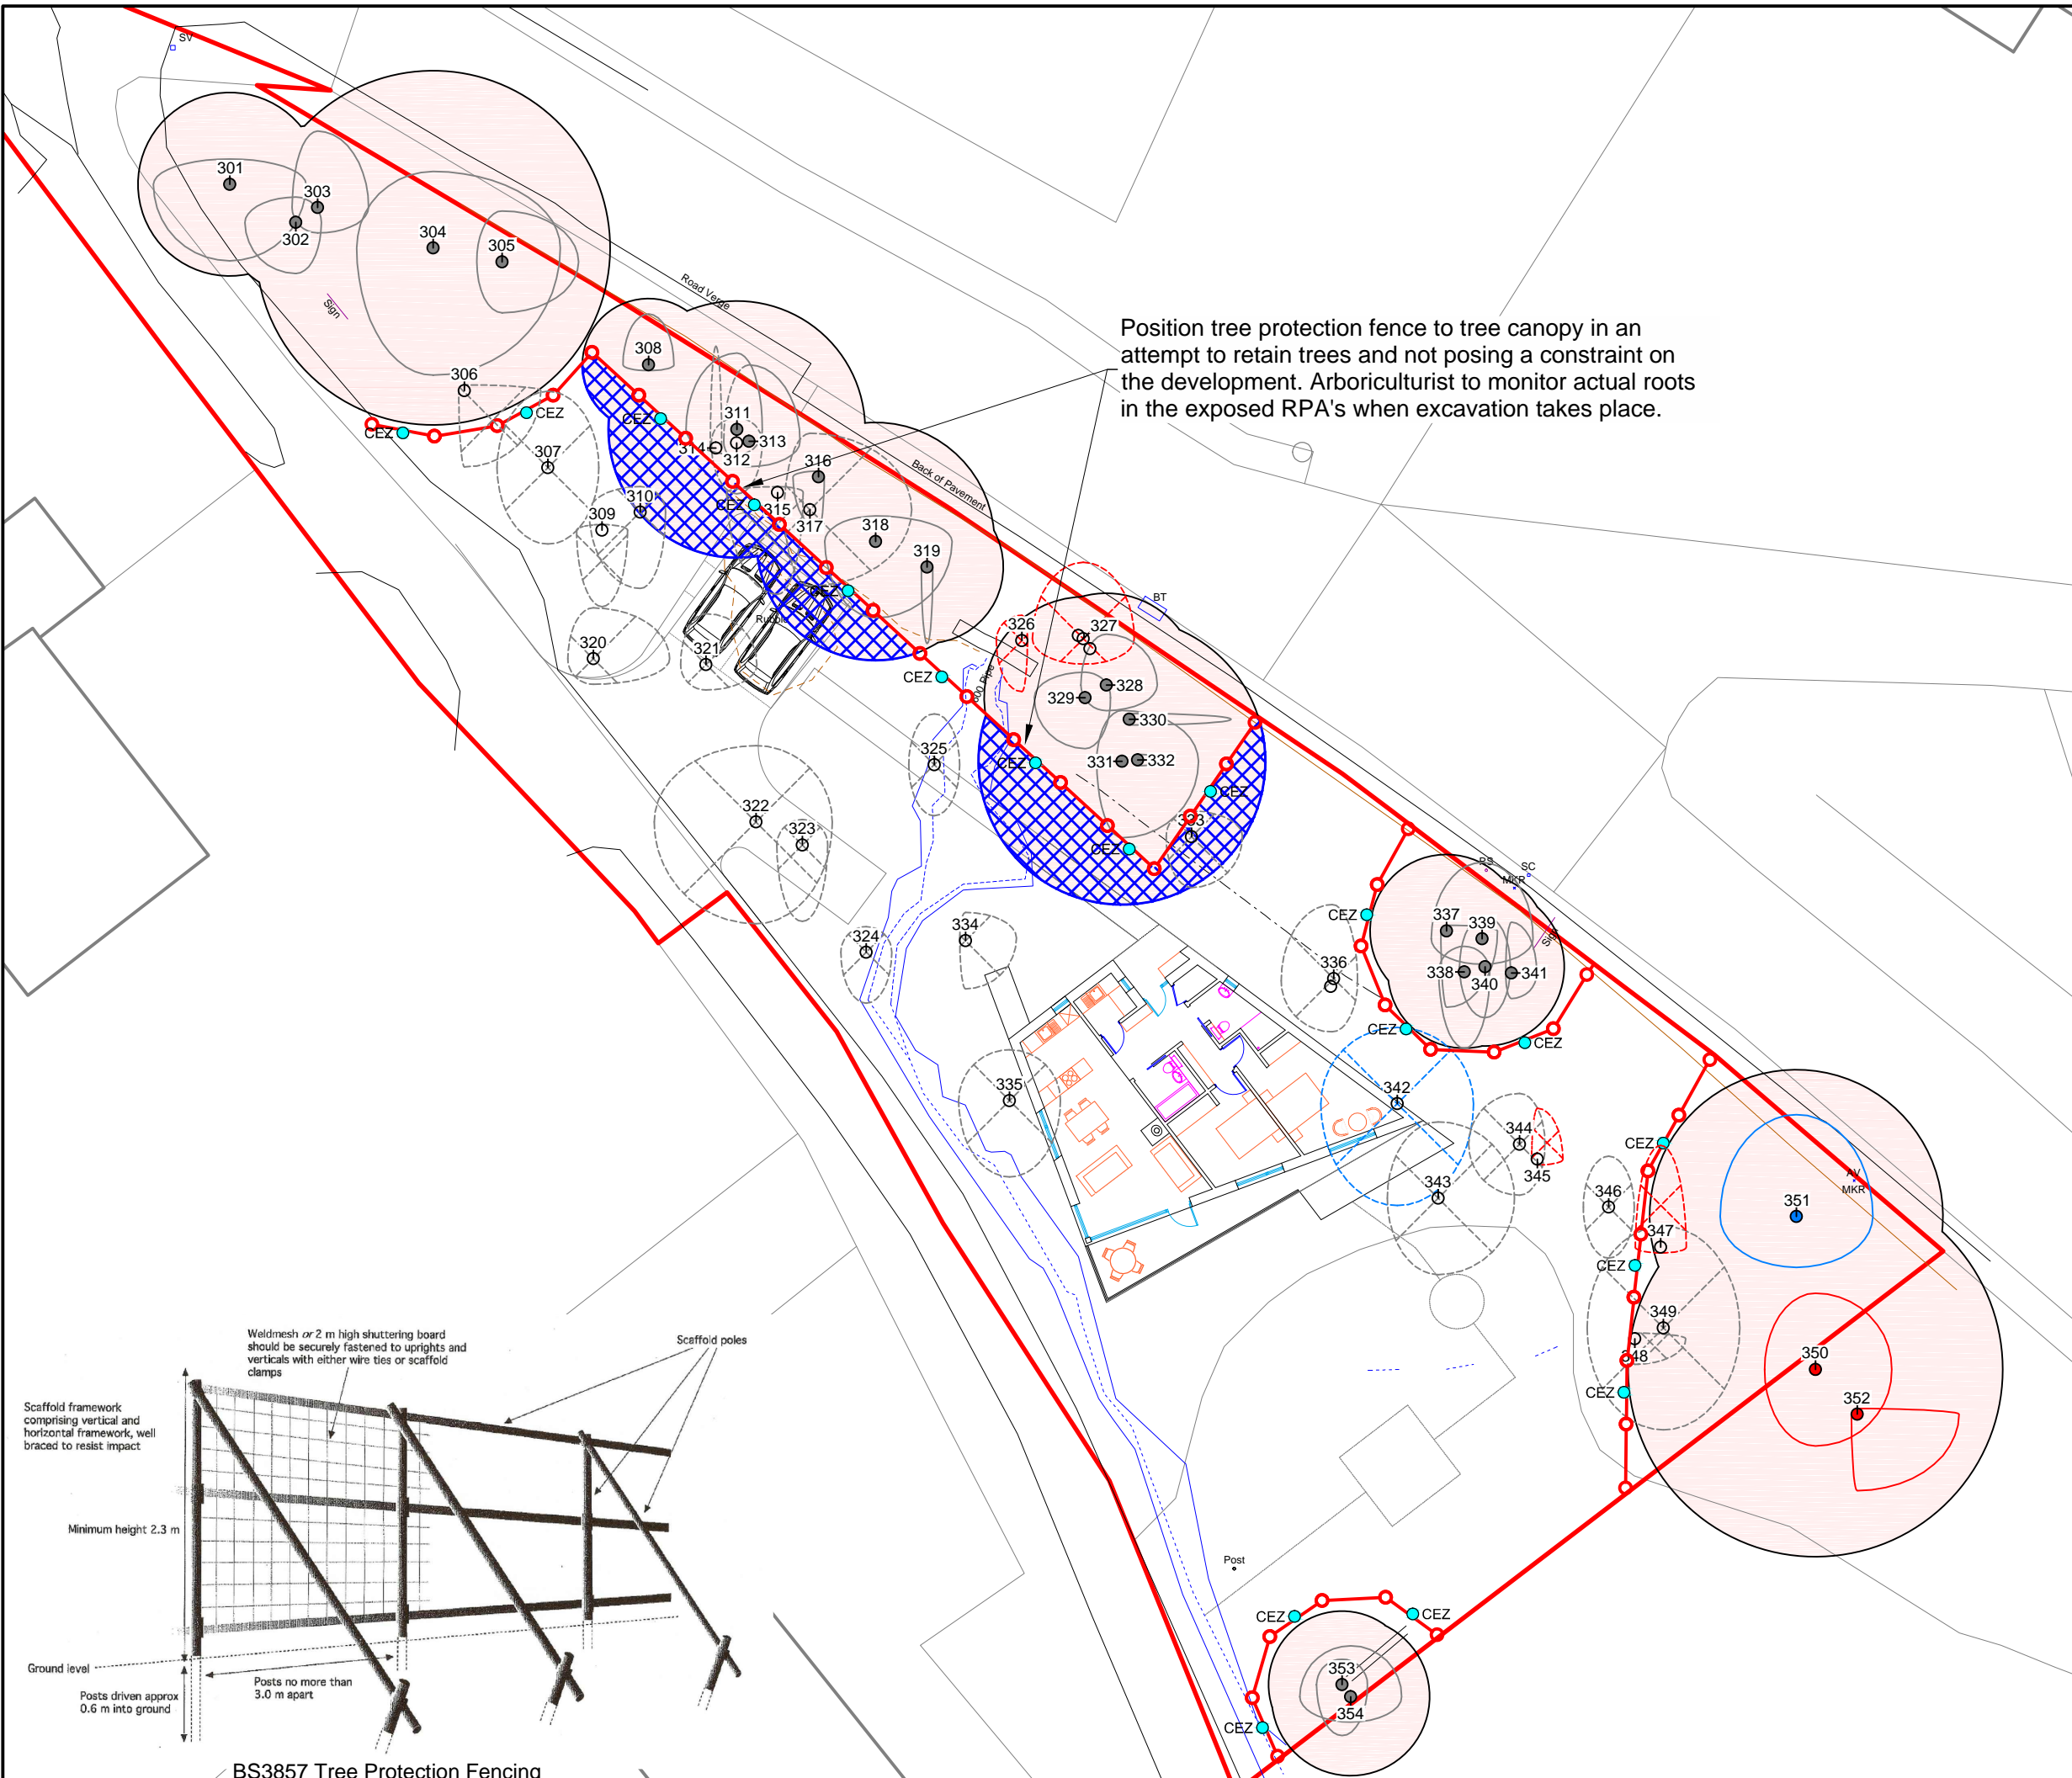 SV
301
303
302
304
305
Sign
Road Verge
Position tree protection fence to tree canopy in an
attempt to retain trees and not posing a constraint on
the development. Arboriculturist to monitor actual roots
in the exposed RPA's when excavation takes place.
308
306
CEZ
CEZ
CEZ
307
311
313
314
312
316
Back of Pavement
310
309
CEZ
315
317
318
319
CEZ
320
321
BT
326
327
CEZ
328
329
330
325
331
332
CEZ
CEZ
322
323
333
CEZ
RS
SC
MKR
CEZ
324
334
337
339
Sign
338
340
341
336
CEZ
CEZ
335
342
344
345
CEZ
343
346
AV
MKR
351
347
CEZ
349
348
350
CEZ
352
Weldmesh or 2 m high shuttering board
should be securely fastened to uprights and
verticals with either wire ties or scaffold
clamps
Scaffold poles
Scaffold framework
comprising vertical and
horizontal framework, well
braced to resist impact
Minimum height 2.3 m
Ground level
Posts driven approx
0.6 m into ground
Posts no more than
3.0 m apart
BS3857 Tree Protection Fencing
Post
CEZ
CEZ
353
354
CEZ